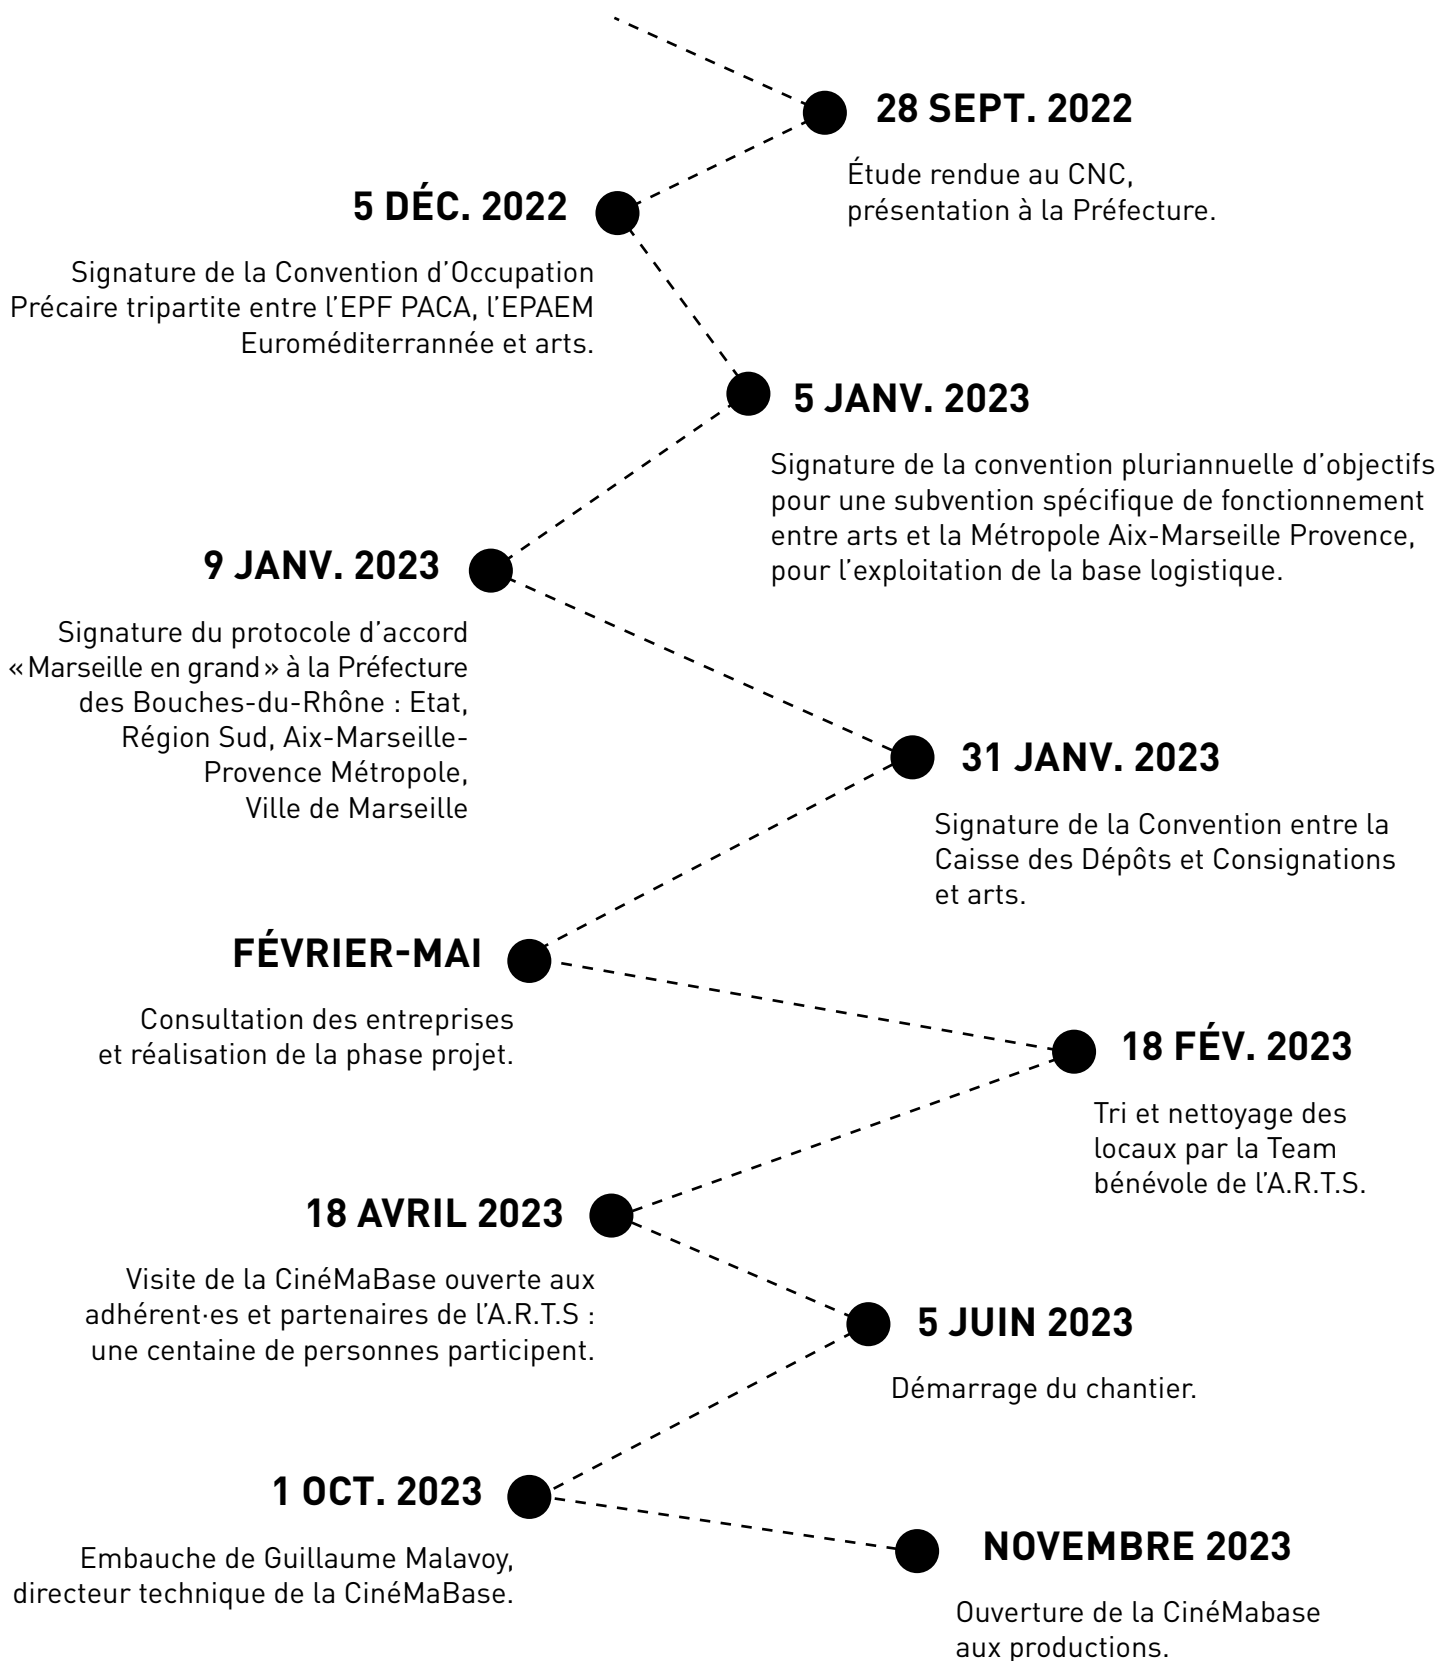 28 SEPT. 2022
Étude rendue au CNC,
présentation à la Préfecture.
5 DÉC. 2022
Signature de la Convention d’Occupation
Précaire tripartite entre l’EPF PACA, l’EPAEM
Euroméditerrannée et arts.
5 JANV. 2023
Signature de la convention pluriannuelle d’objectifs
pour une subvention spécifique de fonctionnement
entre arts et la Métropole Aix-Marseille Provence,
pour l’exploitation de la base logistique.
9 JANV. 2023
Signature du protocole d’accord
«Marseille en grand» à la Préfecture
des Bouches-du-Rhône : Etat,
Région Sud, Aix-Marseille-
Provence Métropole,
Ville de Marseille
31 JANV. 2023
Signature de la Convention entre la
Caisse des Dépôts et Consignations
et arts.
FÉVRIER-MAI
Consultation des entreprises
et réalisation de la phase projet.
18 FÉV. 2023
Tri et nettoyage des
locaux par la Team
bénévole de l’A.R.T.S.
18 AVRIL 2023
Visite de la CinéMaBase ouverte aux
adhérent·es et partenaires de l’A.R.T.S :
une centaine de personnes participent.
5 JUIN 2023
Démarrage du chantier.
1 OCT. 2023
Embauche de Guillaume Malavoy,
directeur technique de la CinéMaBase.
NOVEMBRE 2023
Ouverture de la CinéMabase
aux productions.